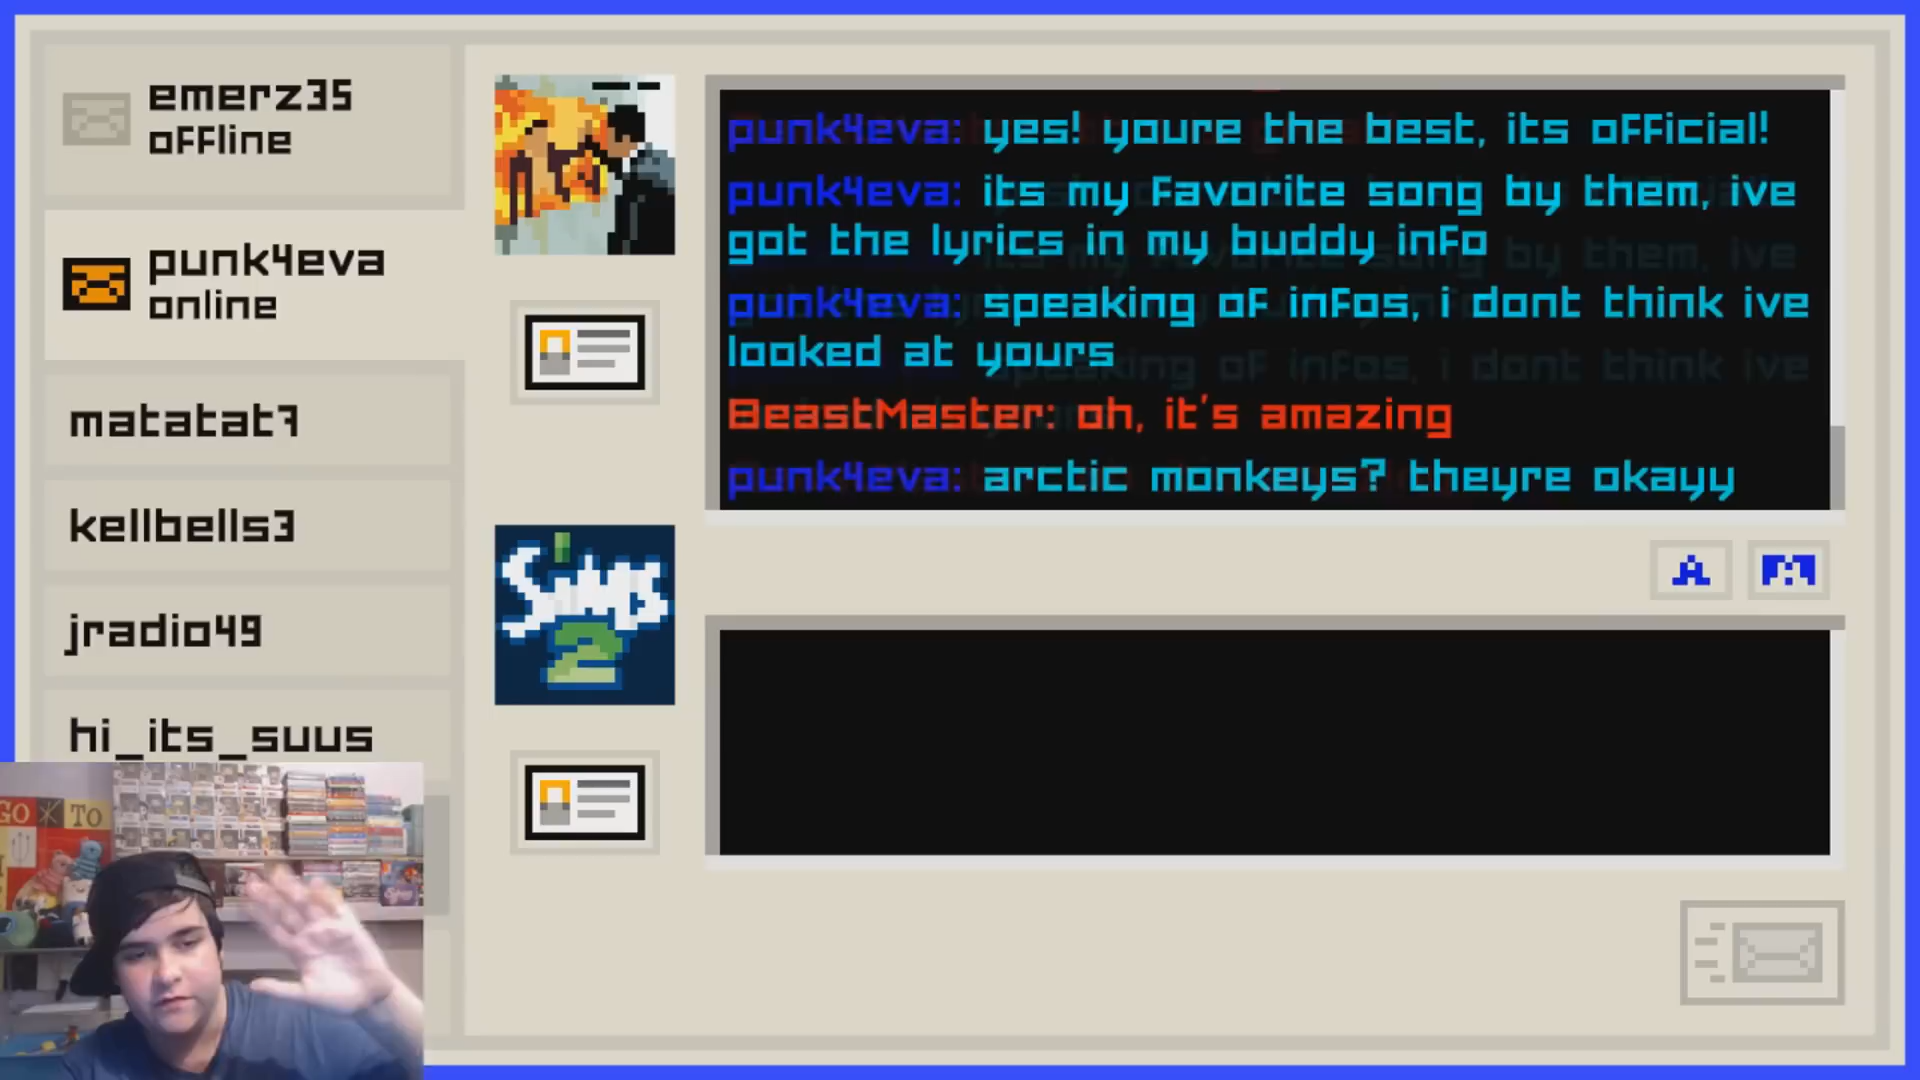 emerz35
offline
punk4eva
online
matatat7
kellbells3
jradio49
hi_its_suus
punk4eva: yes! youre the best, its official!
punk4eva: its my favorite song by them, ive
got the lyrics in my buddy info
punk4eva: speaking of infos, i dont think ive
looked at yours
BeastMaster: oh, it's amazing
punk4eva: arctic monkeys? theyre okayy
A
2
GO TO